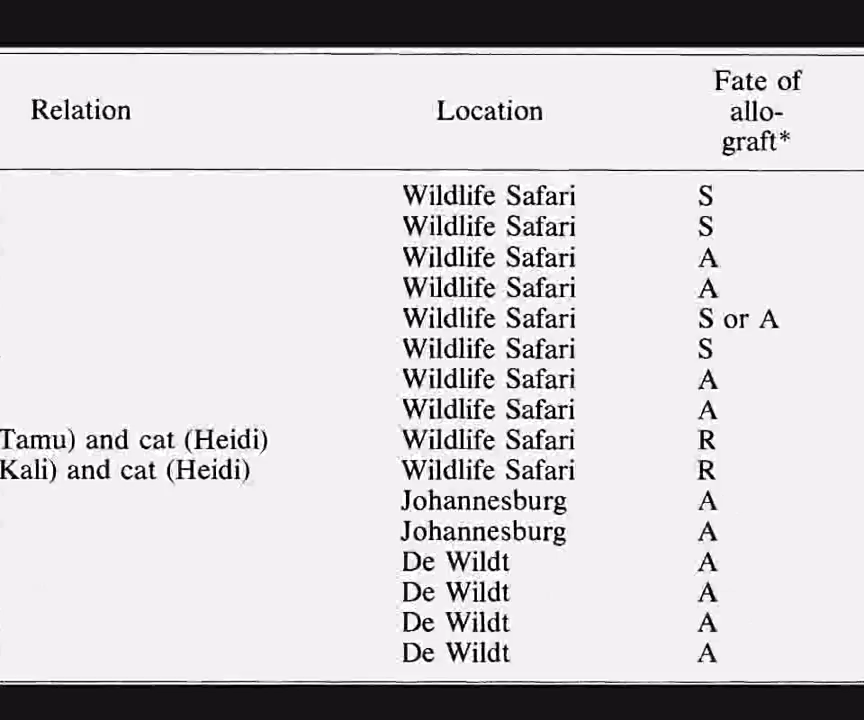 Relation Location Fate of allo- graft*
Wildlife Safari S
Wildlife Safari S
Wildlife Safari A
Wildlife Safari A
Wildlife Safari S or A
Wildlife Safari S
Wildlife Safari A
Wildlife Safari A
Tamu) and cat (Heidi) Wildlife Safari R
Kali) and cat (Heidi) Wildlife Safari R
Johannesburg A
Johannesburg A
De Wildt A
De Wildt A
De Wildt A
De Wildt A